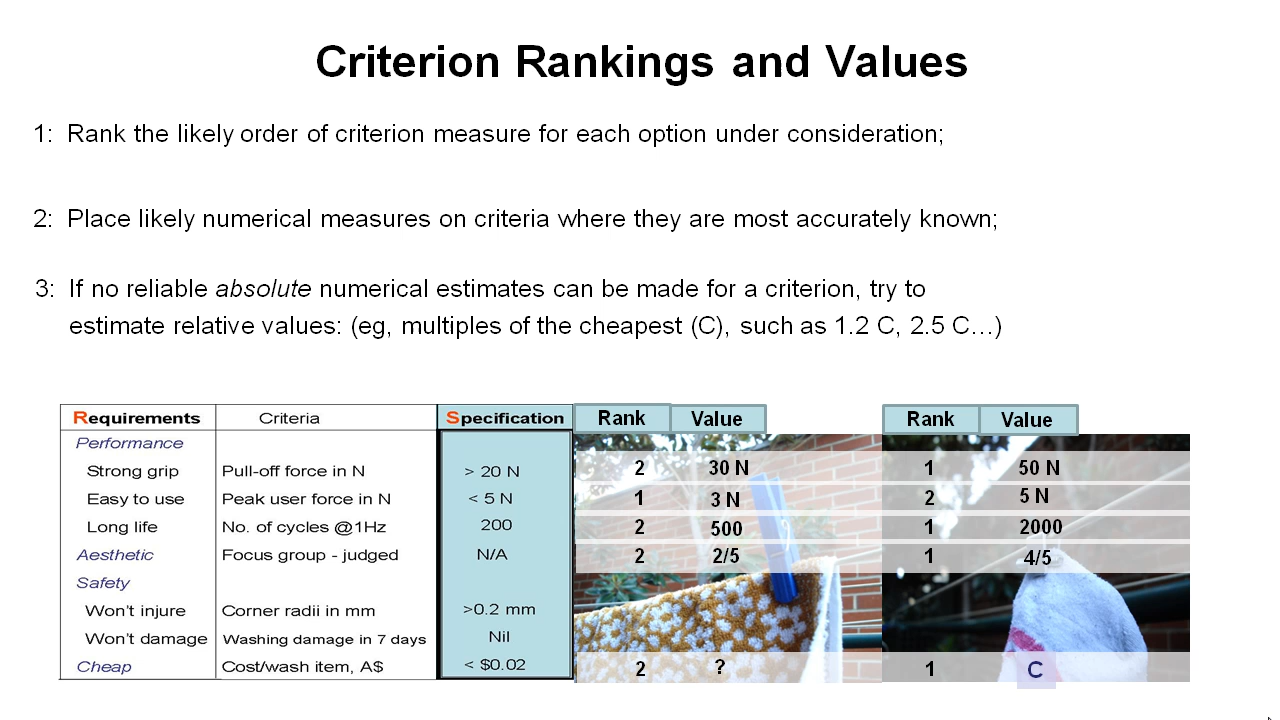 Criterion Rankings and Values
1: Rank the likely order of criterion measure for each option under consideration;
2: Place likely numerical measures on criteria where they are most accurately known;
3: If no reliable absolute numerical estimates can be made for a criterion, try to
estimate relative values: (eg, multiples of the cheapest (C), such as 1.2 C, 2.5 C…)
Requirements Criteria Specification Rank Value Rank Value
Performance
Strong grip Pull-off force in N > 20 N 2 30 N 1 50 N
Easy to use Peak user force in N < 5 N 1 3 N 2 5 N
Long life No. of cycles @1Hz 200 2 500 1 2000
Aesthetic Focus group - judged N/A 2 2/5 1 4/5
Safety
Won't injure Corner radii in mm >0.2 mm
Won't damage Washing damage in 7 days Nil
Cheap Cost/wash item, A$ < $0.02 2 ? 1 C